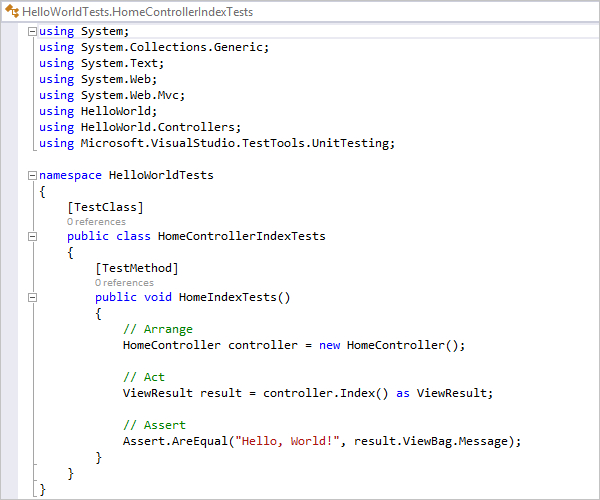 HelloWorldTests.HomeControllerIndexTests
using System;
using System.Collections.Generic;
using System.Text;
using System.Web;
using System.Web.Mvc;
using HelloWorld;
using HelloWorld.Controllers;
using Microsoft.VisualStudio.TestTools.UnitTesting;
namespace HelloWorldTests
{
[TestClass]
0 references
public class HomeControllerIndexTests
{
[TestMethod]
0 references
public void HomeIndexTests()
{
// Arrange
HomeController controller = new HomeController();
// Act
ViewResult result = controller.Index() as ViewResult;
// Assert
Assert.AreEqual("Hello, World!", result.ViewBag.Message);
}
}
}